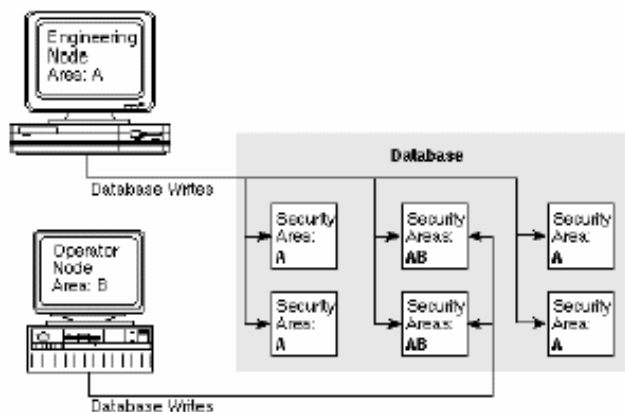 Engineering
Node
Area: A
Database
Database Writes
Security
Area:
A
Security
Areas:
AB
Security
Area:
A
Operator
Node
Area: B
Security
Area:
A
Security
Areas:
AB
Security
Area:
A
Database Writes